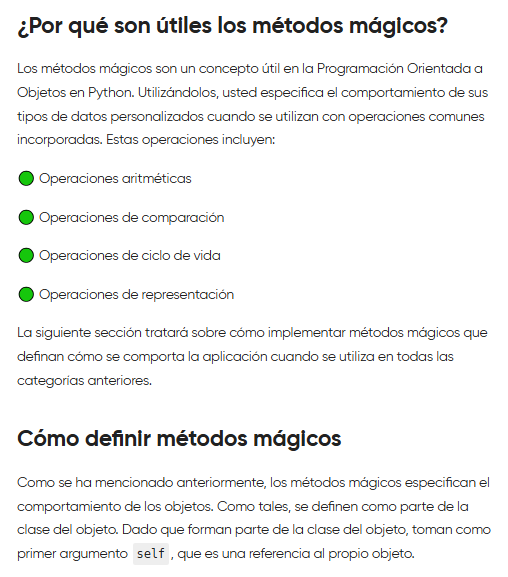 ¿Por qué son útiles los métodos mágicos?
Los métodos mágicos son un concepto útil en la Programación Orientada a
Objetos en Python. Utilizándolos, usted especifica el comportamiento de sus
tipos de datos personalizados cuando se utilizan con operaciones comunes
incorporadas. Estas operaciones incluyen:
Operaciones aritméticas
Operaciones de comparación
Operaciones de ciclo de vida
Operaciones de representación
La siguiente sección tratará sobre cómo implementar métodos mágicos que
definan cómo se comporta la aplicación cuando se utiliza en todas las
categorías anteriores.
Cómo definir métodos mágicos
Como se ha mencionado anteriormente, los métodos mágicos especifican el
comportamiento de los objetos. Como tales, se definen como parte de la
clase del objeto. Dado que forman parte de la clase del objeto, toman como
primer argumento self, que es una referencia al propio objeto.